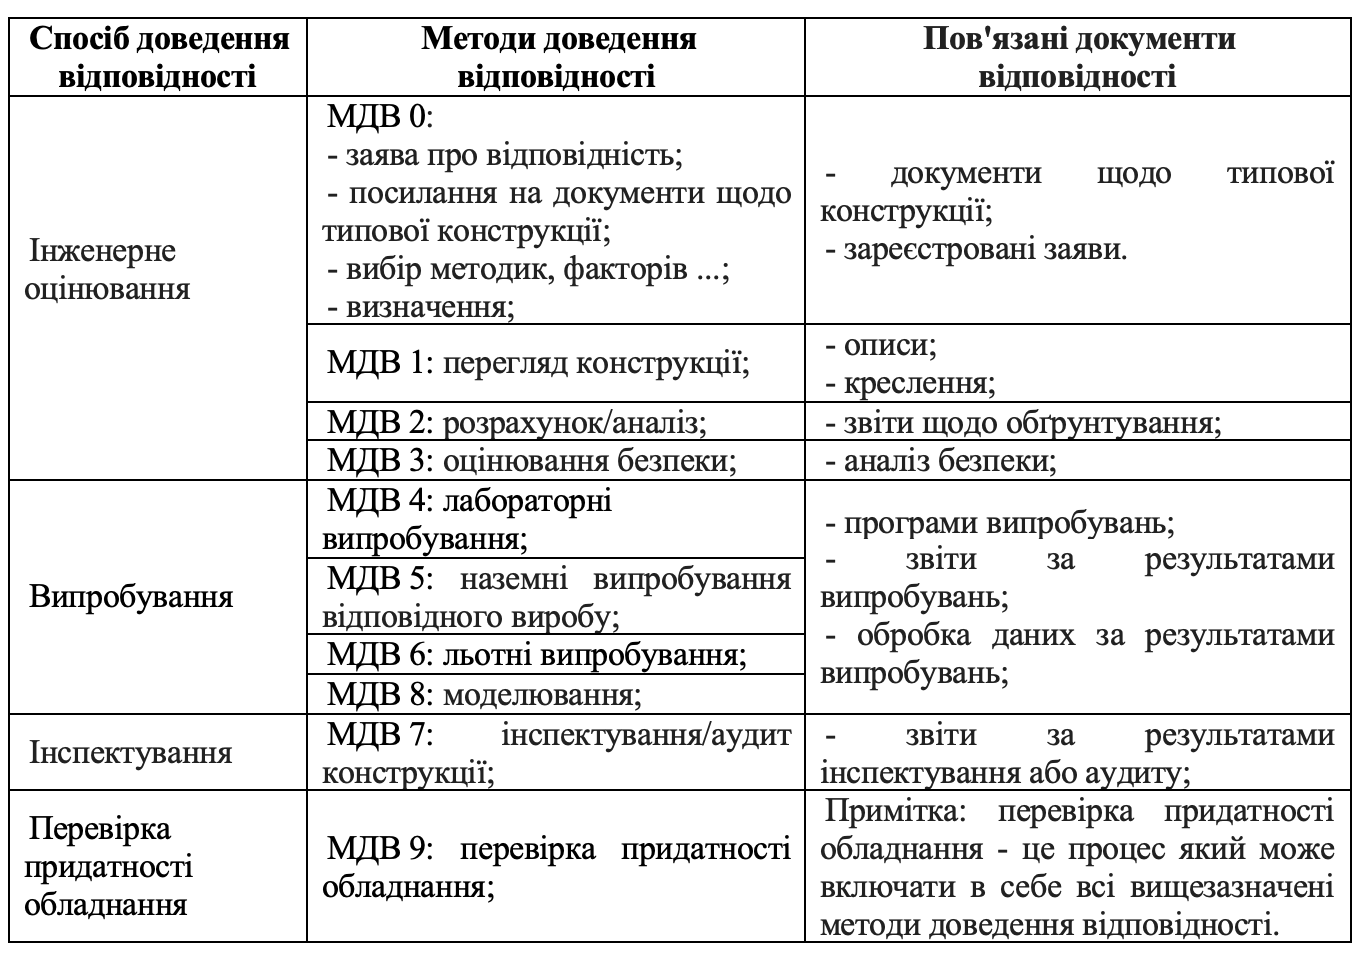 Спосіб доведення
відповідності
Методи доведення
відповідності
Пов'язані документи
відповідності
Інженерне
оцінювання
МДВ 0:
- заява про відповідність;
- посилання на документи щодо
типової конструкції;
- вибір методик, факторів ...;
- визначення;
- документи щодо типової
конструкції;
- зареєстровані заяви.
МДВ 1: перегляд конструкції;
- описи;
- креслення;
МДВ 2: розрахунок/аналіз;
- звіти щодо обґрунтування;
МДВ 3: оцінювання безпеки;
- аналіз безпеки;
Випробування
МДВ 4: лабораторні
випробування;
МДВ 5: наземні випробування
відповідного виробу;
МДВ 6: льотні випробування;
МДВ 8: моделювання;
- програми випробувань;
- звіти за результатами
випробувань;
- обробка даних за результатами
випробувань;
Інспектування
МДВ 7: інспектування/аудит
конструкції;
- звіти за результатами
інспектування або аудиту;
Перевірка
придатності
обладнання
МДВ 9: перевірка придатності
обладнання;
Примітка: перевірка придатності
обладнання - це процес який може
включати в себе всі вищезазначені
методи доведення відповідності.